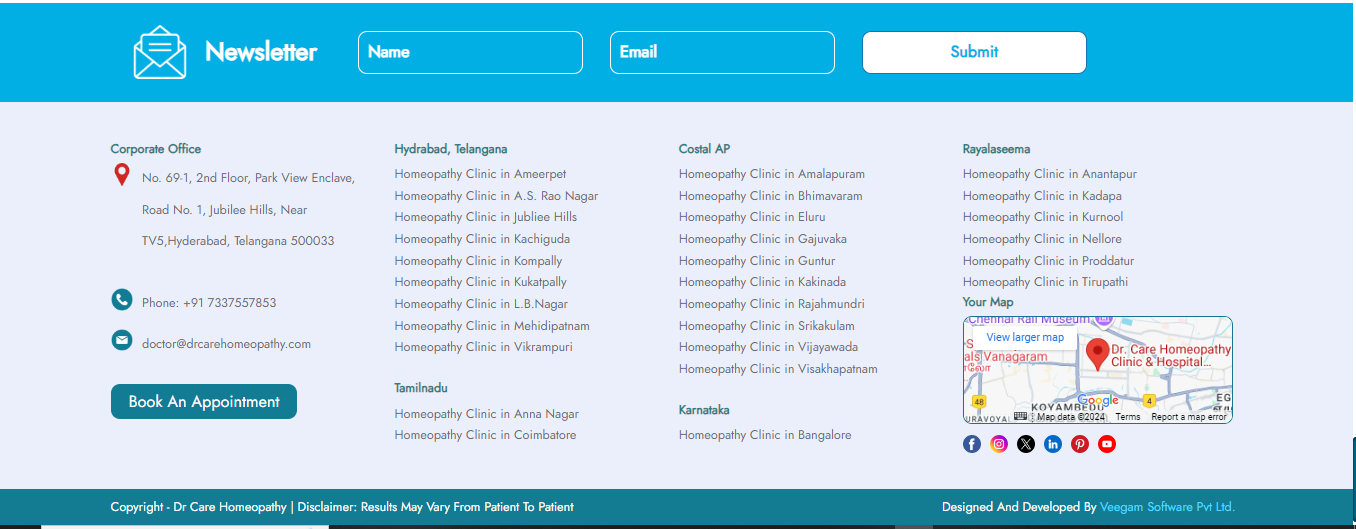 Newsletter
Name
Email
Submit
Corporate Office
No. 69-1, 2nd Floor, Park View Enclave,
Road No. 1, Jubilee Hills, Near
TV5,Hyderabad, Telangana 500033
Phone: +91 7337557853
doctor@drcarehomeopathy.com
Book An Appointment
Hydrabad, Telangana
Homeopathy Clinic in Ameerpet
Homeopathy Clinic in A.S. Rao Nagar
Homeopathy Clinic in Jubliee Hills
Homeopathy Clinic in Kachiguda
Homeopathy Clinic in Kompally
Homeopathy Clinic in Kukatpally
Homeopathy Clinic in L.B.Nagar
Homeopathy Clinic in Mehidipatnam
Homeopathy Clinic in Vikrampuri
Tamilnadu
Homeopathy Clinic in Anna Nagar
Homeopathy Clinic in Coimbatore
Costal AP
Homeopathy Clinic in Amalapuram
Homeopathy Clinic in Bhimavaram
Homeopathy Clinic in Eluru
Homeopathy Clinic in Gajuvaka
Homeopathy Clinic in Guntur
Homeopathy Clinic in Kakinada
Homeopathy Clinic in Rajahmundri
Homeopathy Clinic in Srikakulam
Homeopathy Clinic in Vijayawada
Homeopathy Clinic in Visakhapatnam
Karnataka
Homeopathy Clinic in Bangalore
Rayalaseema
Homeopathy Clinic in Anantapur
Homeopathy Clinic in Kadapa
Homeopathy Clinic in Kurnool
Homeopathy Clinic in Nellore
Homeopathy Clinic in Proddatur
Homeopathy Clinic in Tirupathi
Your Map
Chennai Rail Museum
View larger map
als Vanagaram
Dr. Care Homeopathy
Clinic & Hospital...
Google
48
4
KOYAMBEDU
URAVOYAL
Map data ©2024 Terms Report a map error
Copyright - Dr Care Homeopathy | Disclaimer: Results May Vary From Patient To Patient
Designed And Developed By Veegam Software Pvt Ltd.